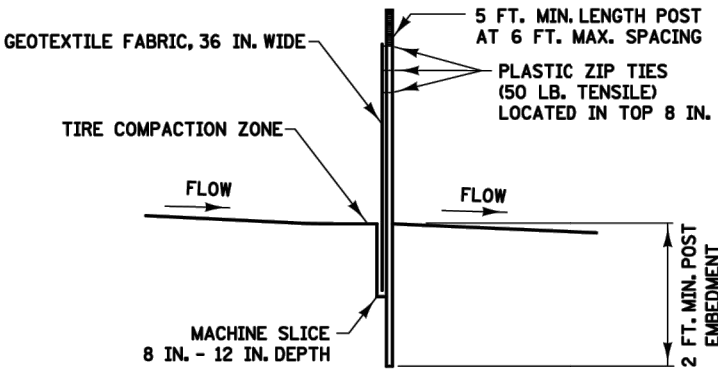 5 FT. MIN. LENGTH POST
AT 6 FT. MAX. SPACING
GEOTEXTILE FABRIC, 36 IN. WIDE
PLASTIC ZIP TIES
(50 LB. TENSILE)
LOCATED IN TOP 8 IN.
TIRE COMPACTION ZONE
FLOW
FLOW
MACHINE SLICE
8 IN. - 12 IN. DEPTH
2 FT. MIN. POST
EMBEDMENT